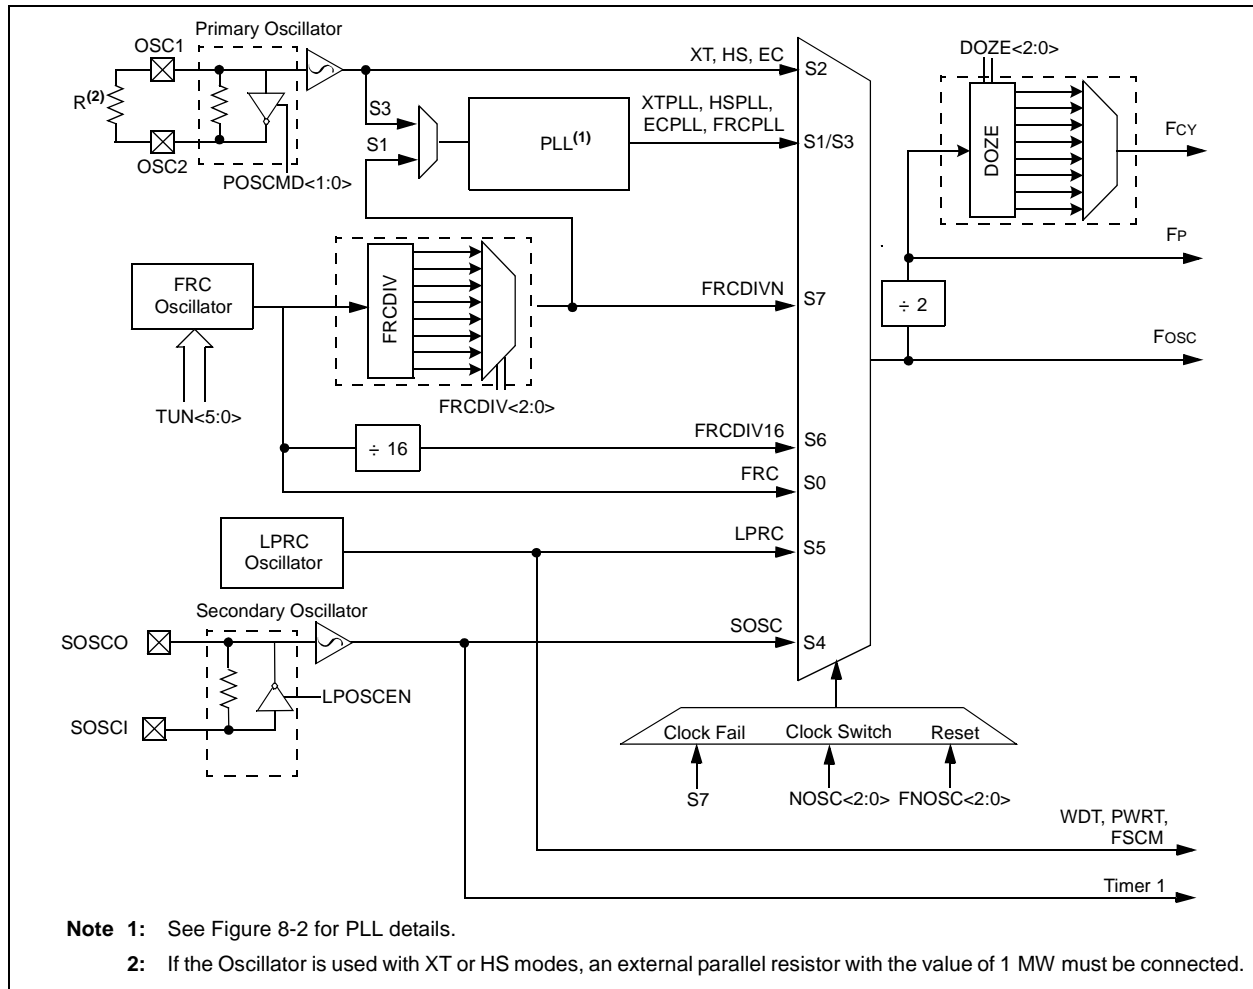 Primary Oscillator
OSC1
R(2)
OSC2
POSCMD<1:0>
S3
S1
PLL(1)
XT, HS, EC
S2
XTPLL, HSPLL,
ECPLL, FRCPLL
S1/S3
DOZE<2:0>
DOZE
FCY
FP
÷ 2
FOSC
FRC
Oscillator
TUN<5:0>
FRCDIV
FRCDIV<2:0>
FRCDIVN
S7
÷ 16
FRCDIV16
S6
FRC
S0
LPRC
Oscillator
LPRC
S5
Secondary Oscillator
SOSCO
SOSCI
LPOSCEN
SOSC
S4
Clock Fail
Clock Switch
Reset
S7
NOSC<2:0>
FNOSC<2:0>
WDT, PWRT,
FSCM
Timer 1
Note 1: See Figure 8-2 for PLL details.
2: If the Oscillator is used with XT or HS modes, an external parallel resistor with the value of 1 MW must be connected.